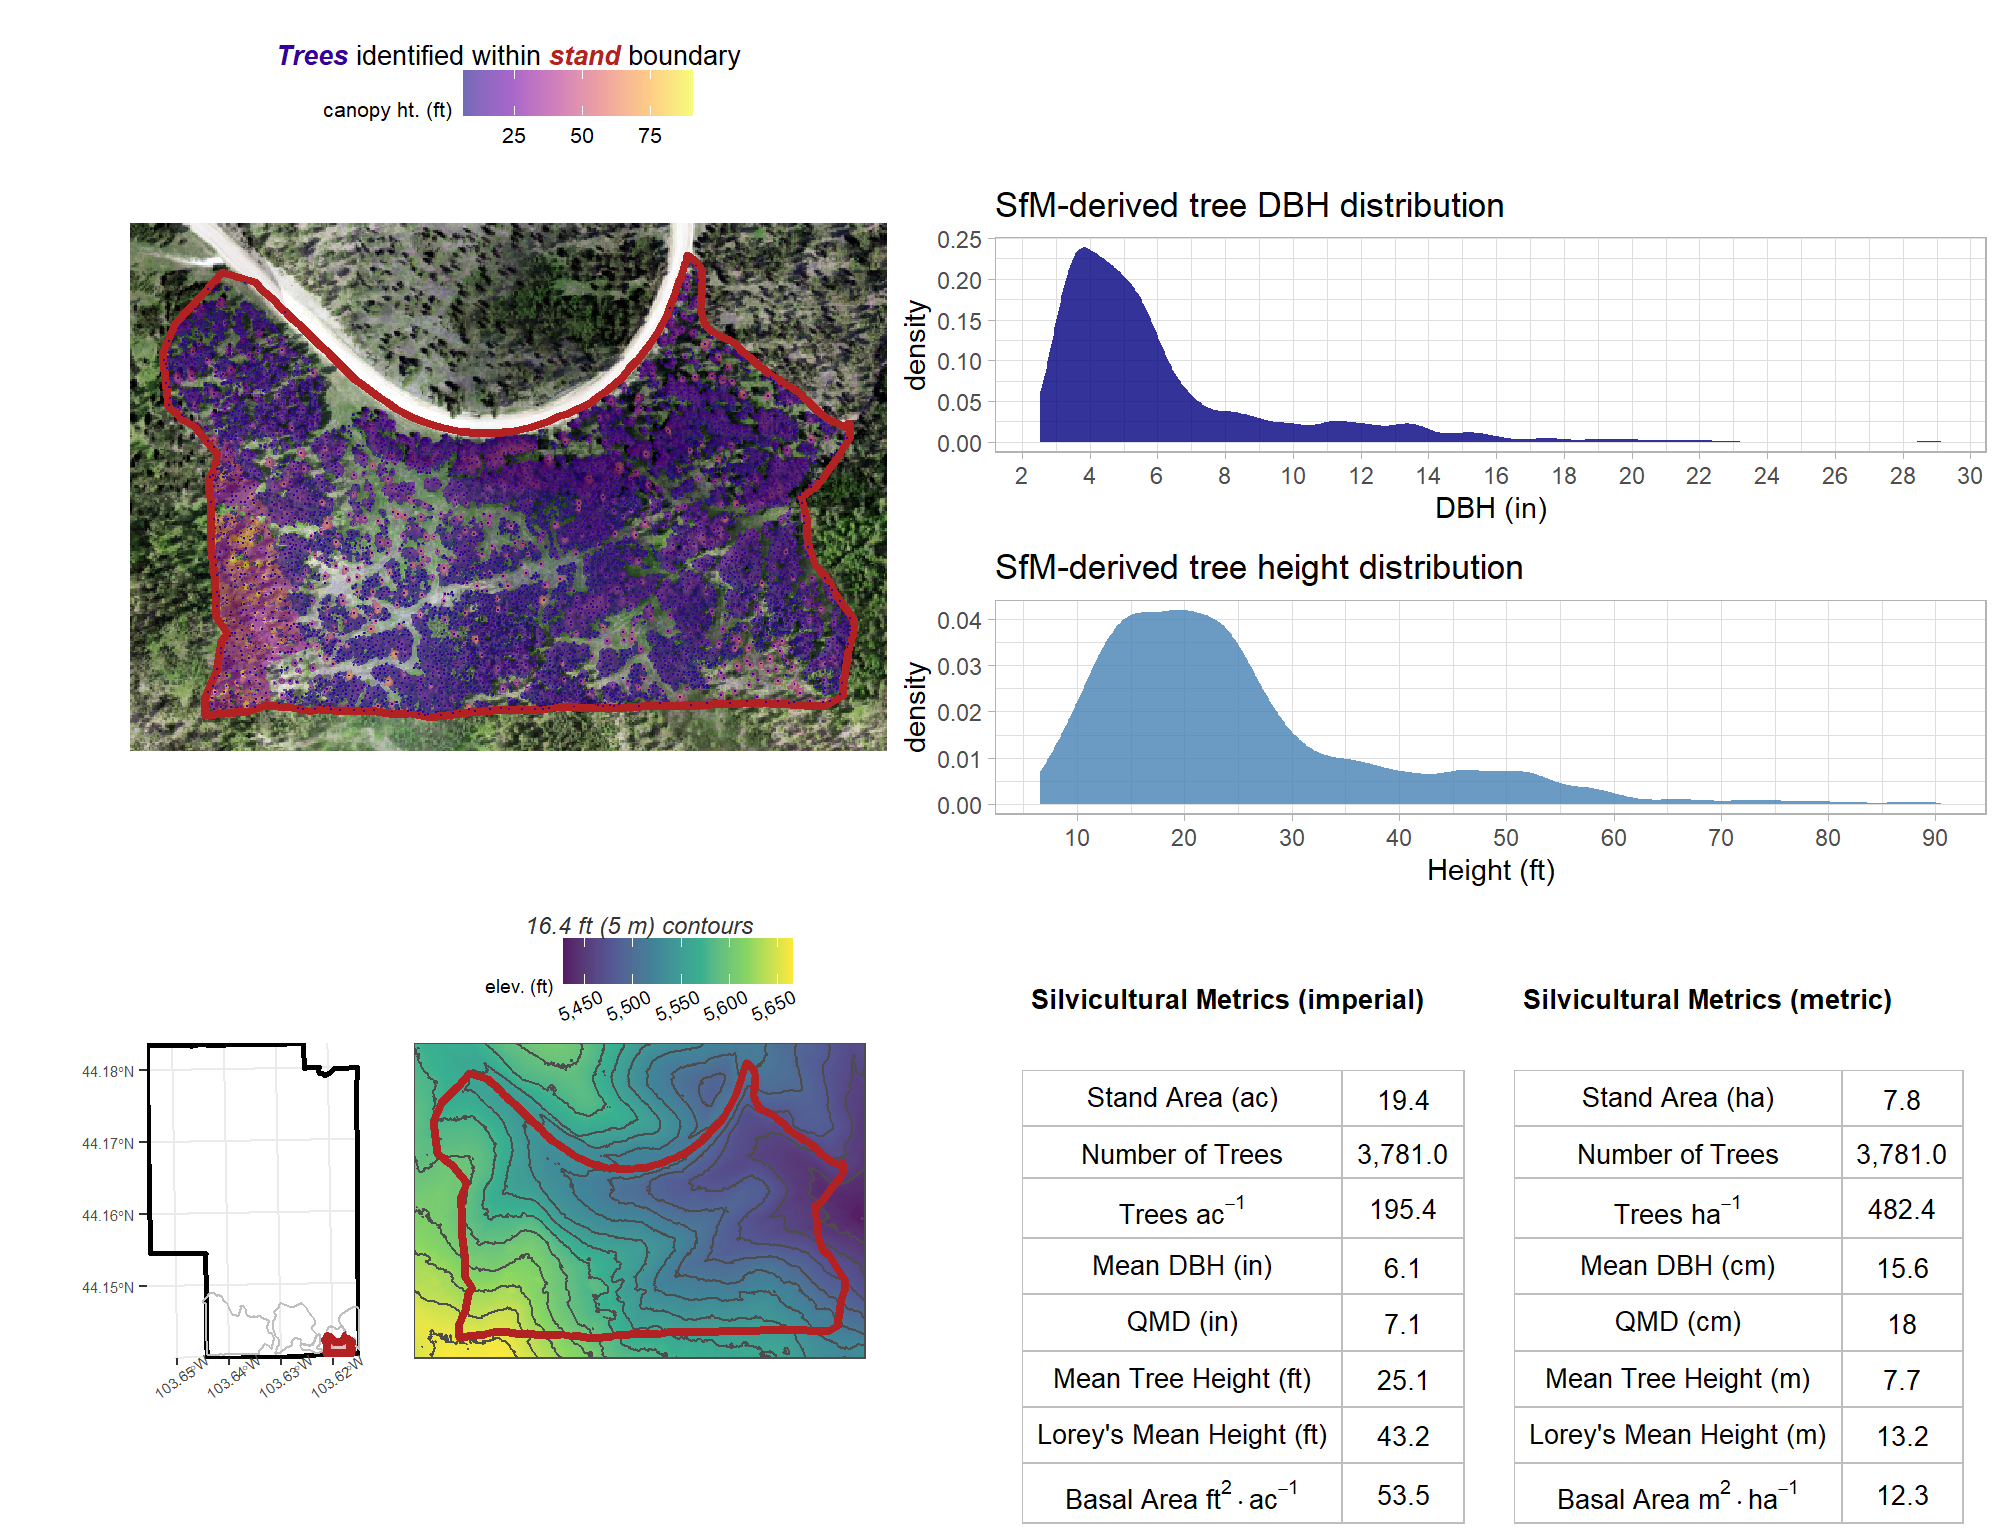 Trees identified within stand boundary
canopy ht. (ft)
25 50 75
SfM-derived tree DBH distribution
density
0.25
0.20
0.15
0.10
0.05
0.00
2 4 6 8 10 12 14 16 18 20 22 24 26 28 30
DBH (in)
SfM-derived tree height distribution
density
0.04
0.03
0.02
0.01
0.00
10 20 30 40 50 60 70 80 90
Height (ft)
16.4 ft (5 m) contours
elev. (ft)
5,450 5,500 5,550 5,600 5,650
44.18°N
44.17°N
44.16°N
44.15°N
103.65°W 103.64°W 103.63°W 103.62°W
Silvicultural Metrics (imperial)
Stand Area (ac) 19.4
Number of Trees 3,781.0
Trees ac⁻¹ 195.4
Mean DBH (in) 6.1
QMD (in) 7.1
Mean Tree Height (ft) 25.1
Lorey's Mean Height (ft) 43.2
Basal Area ft² · ac⁻¹ 53.5
Silvicultural Metrics (metric)
Stand Area (ha) 7.8
Number of Trees 3,781.0
Trees ha⁻¹ 482.4
Mean DBH (cm) 15.6
QMD (cm) 18
Mean Tree Height (m) 7.7
Lorey's Mean Height (m) 13.2
Basal Area m² · ha⁻¹ 12.3